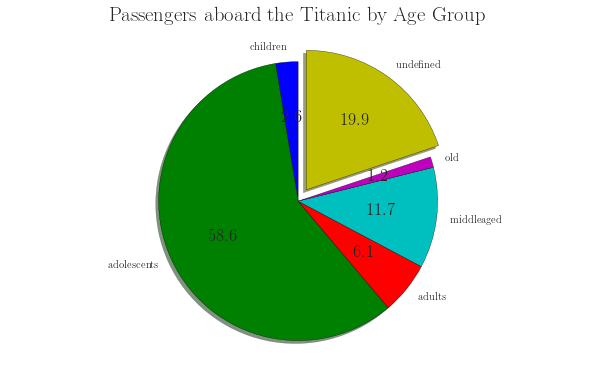 Passengers aboard the Titanic by Age Group
children
undefined
19.9
old
1.2
11.7
middleaged
58.6
6.1
adolescents
adults